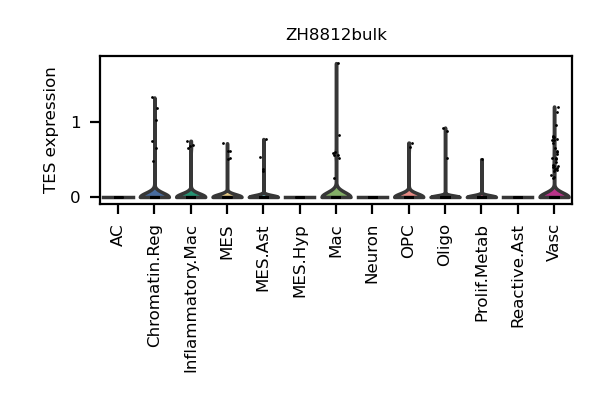 ZH8812bulk
TES expression
1
0
AC
Chromatin.Reg
Inflammatory.Mac
MES
MES.Ast
MES.Hyp
Mac
Neuron
OPC
Oligo
Prolif.Metab
Reactive.Ast
Vasc